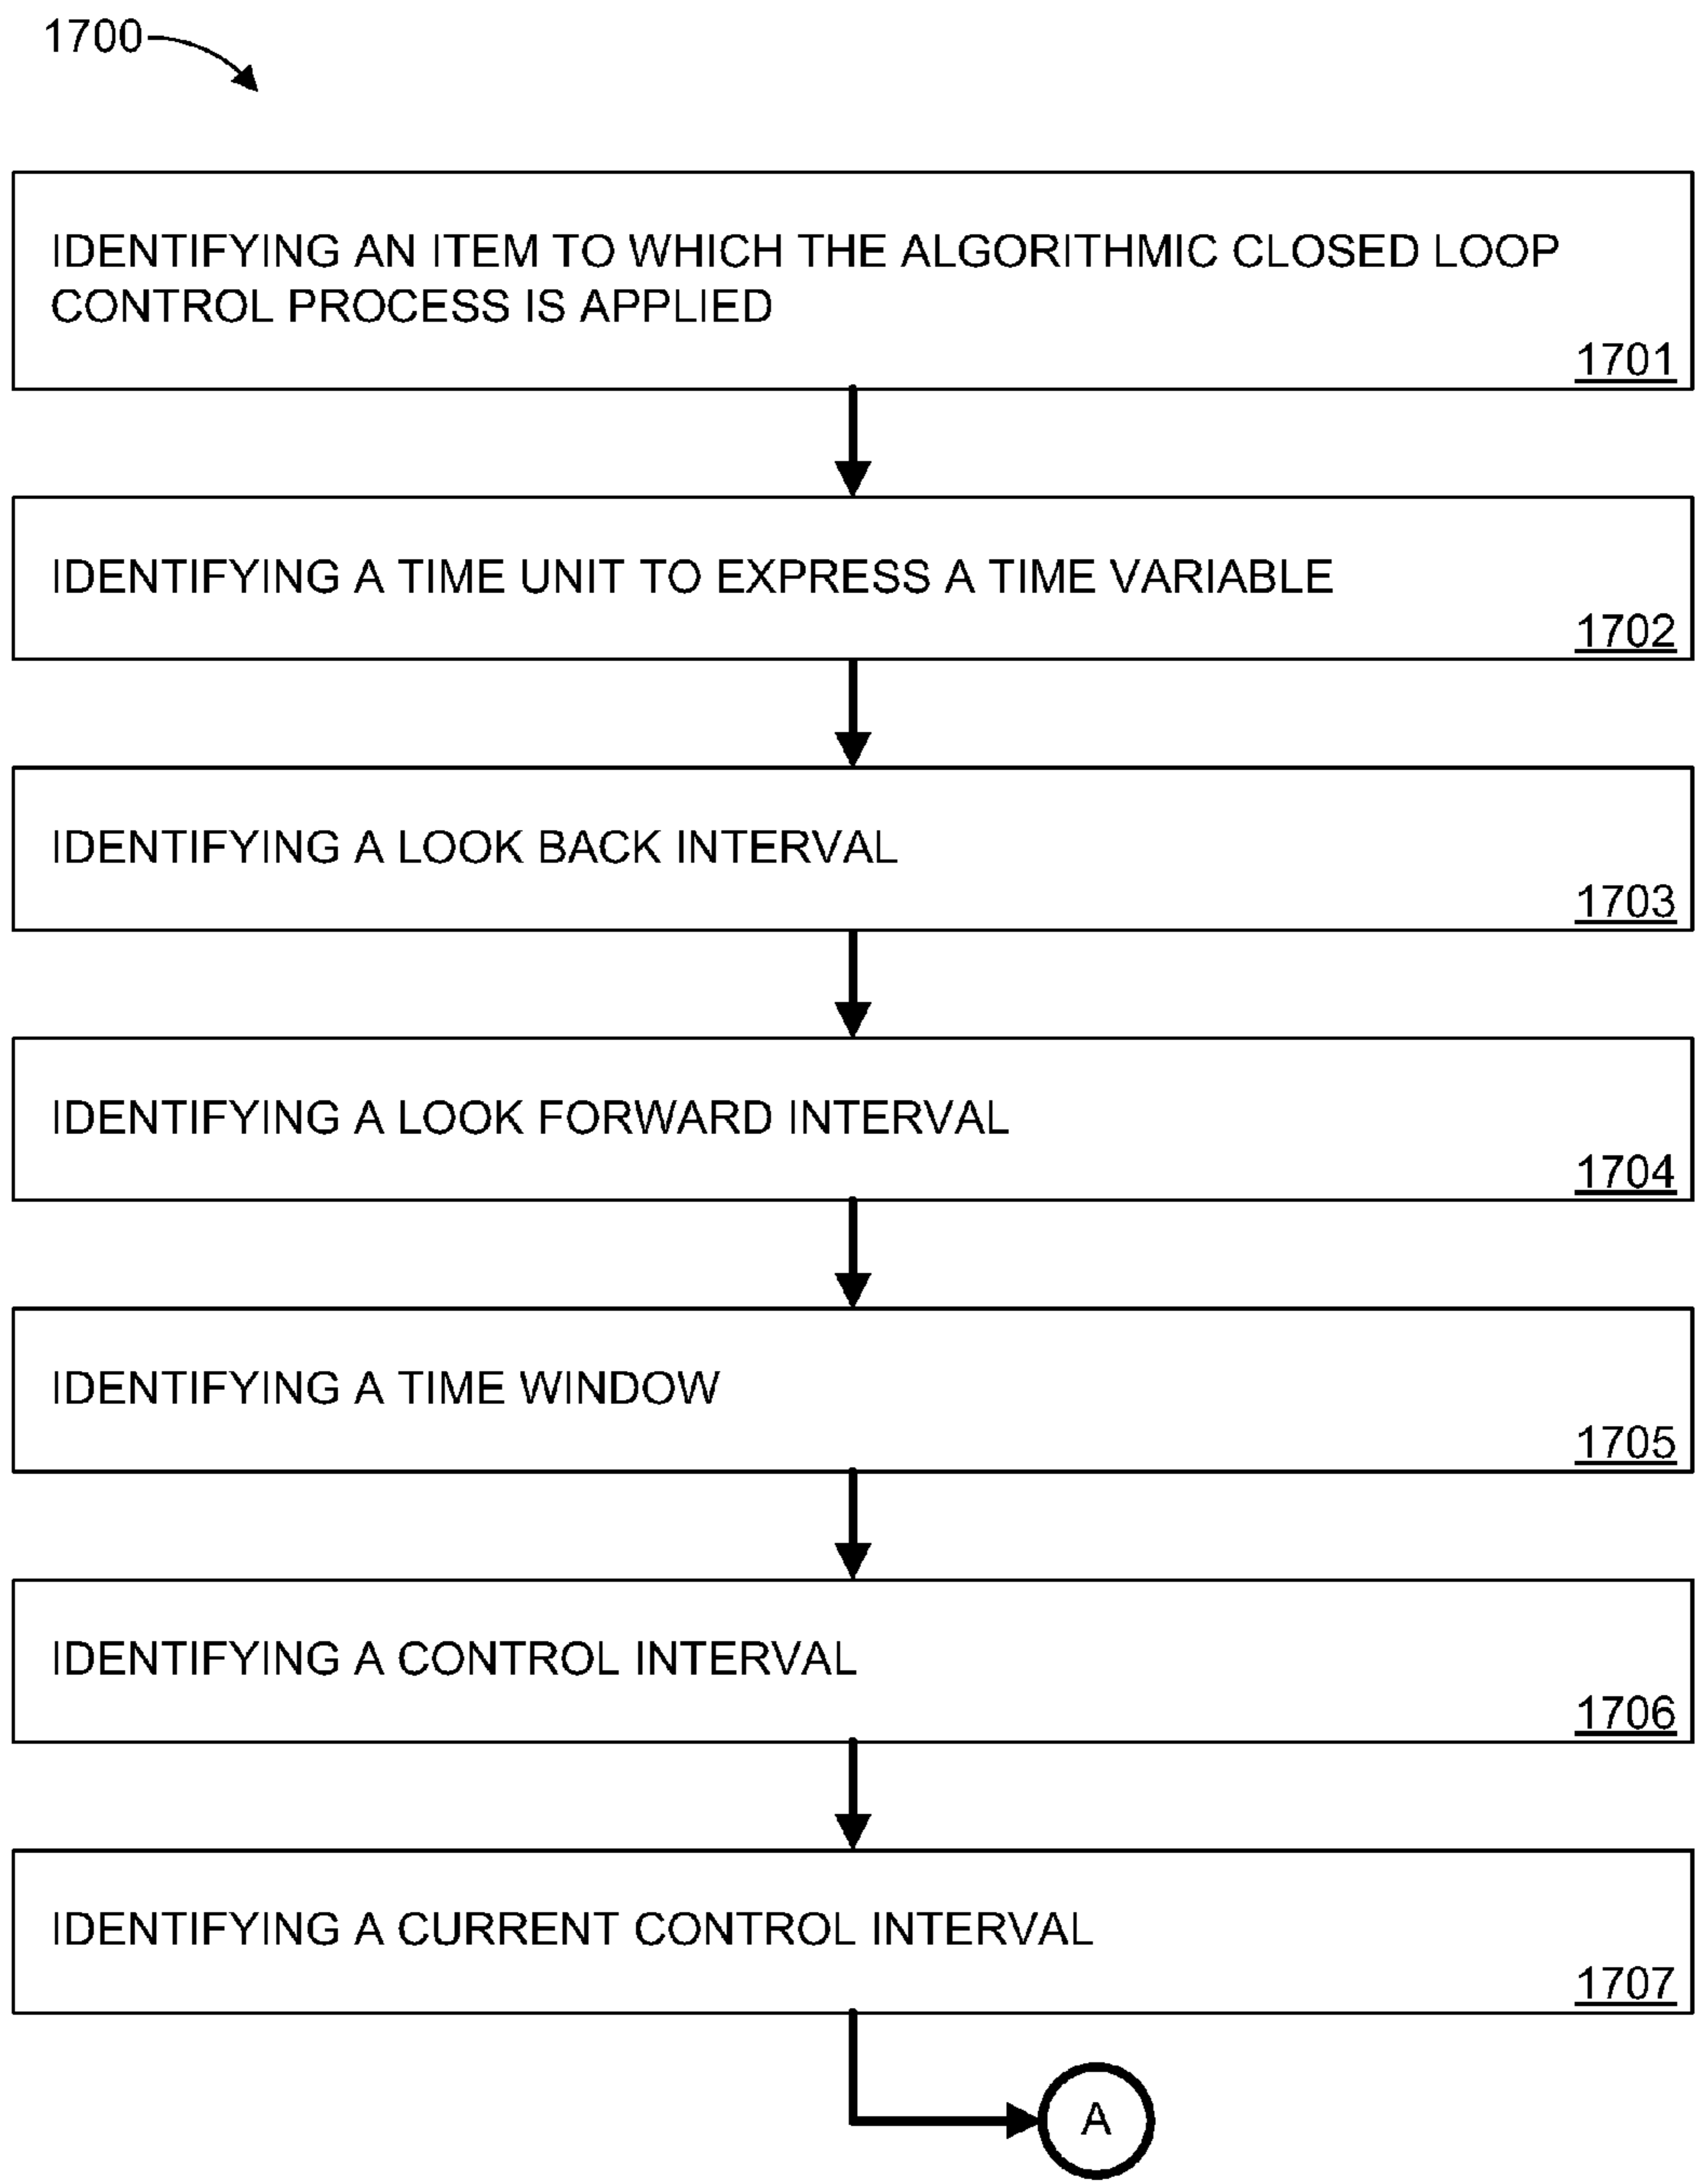 1700
IDENTIFYING AN ITEM TO WHICH THE ALGORITHMIC CLOSED LOOP
CONTROL PROCESS IS APPLIED
1701
IDENTIFYING A TIME UNIT TO EXPRESS A TIME VARIABLE
1702
IDENTIFYING A LOOK BACK INTERVAL
1703
IDENTIFYING A LOOK FORWARD INTERVAL
1704
IDENTIFYING A TIME WINDOW
1705
IDENTIFYING A CONTROL INTERVAL
1706
IDENTIFYING A CURRENT CONTROL INTERVAL
1707
A